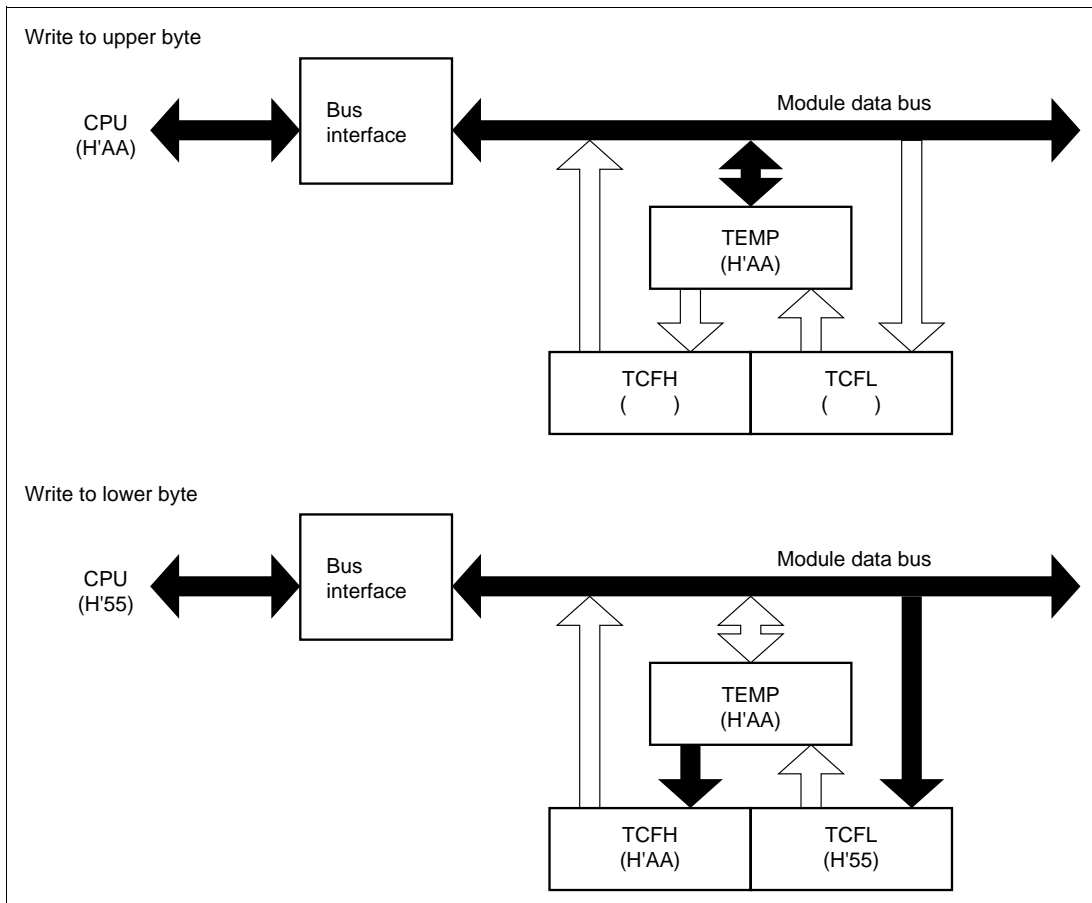 Write to upper byte
CPU
(H'AA)
Bus
interface
Module data bus
TEMP
(H'AA)
TCFH
(      )
TCFL
(      )
Write to lower byte
CPU
(H'55)
Bus
interface
Module data bus
TEMP
(H'AA)
TCFH
(H'AA)
TCFL
(H'55)